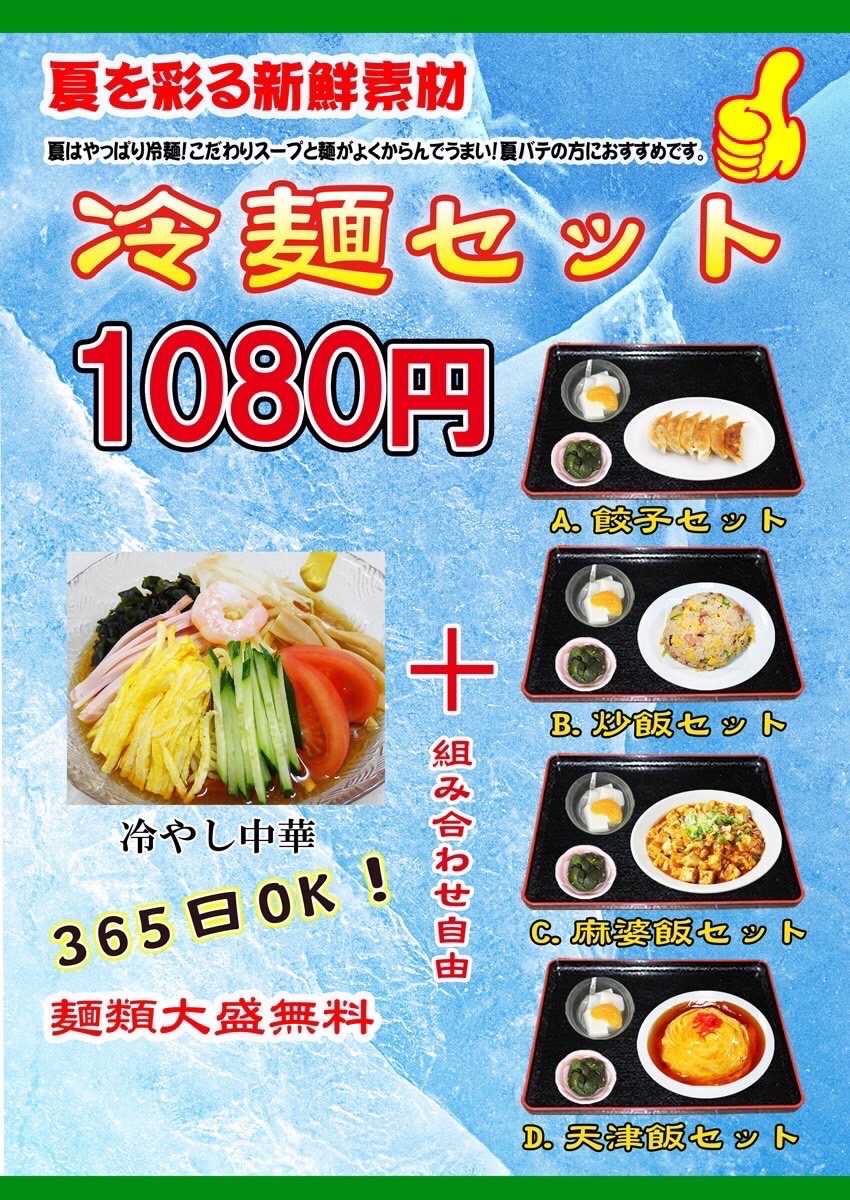 夏を彩る新鮮素材
夏はやっぱり冷麺!こだわりスープと麺がよくからんでうまい!夏バテの方におすすめです。
冷麺セット
1080円
A. 餃子セット
B. 炒飯セット
冷やし中華
組み合わせ自由
365日OK！
C. 麻婆飯セット
麺類大盛無料
D. 天津飯セット